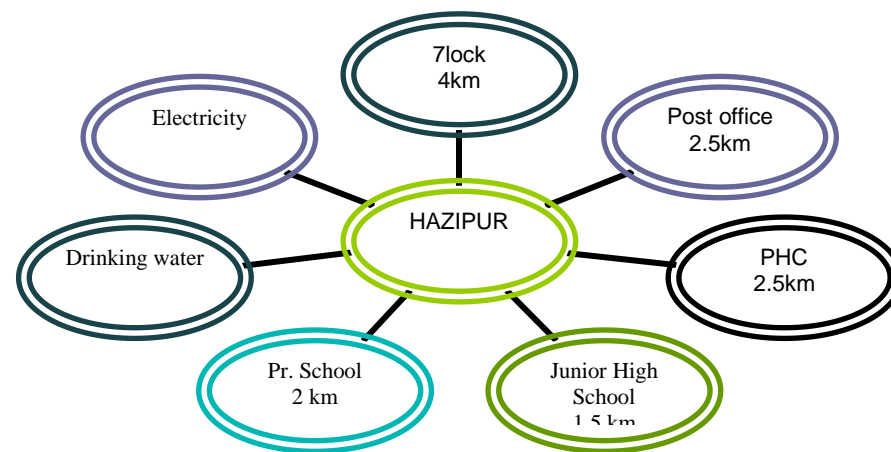 7lock
4km
Electricity
Post office
2.5km
HAZIPUR
Drinking water
PHC
2.5km
Pr. School
2 km
Junior High
School
1.5 km